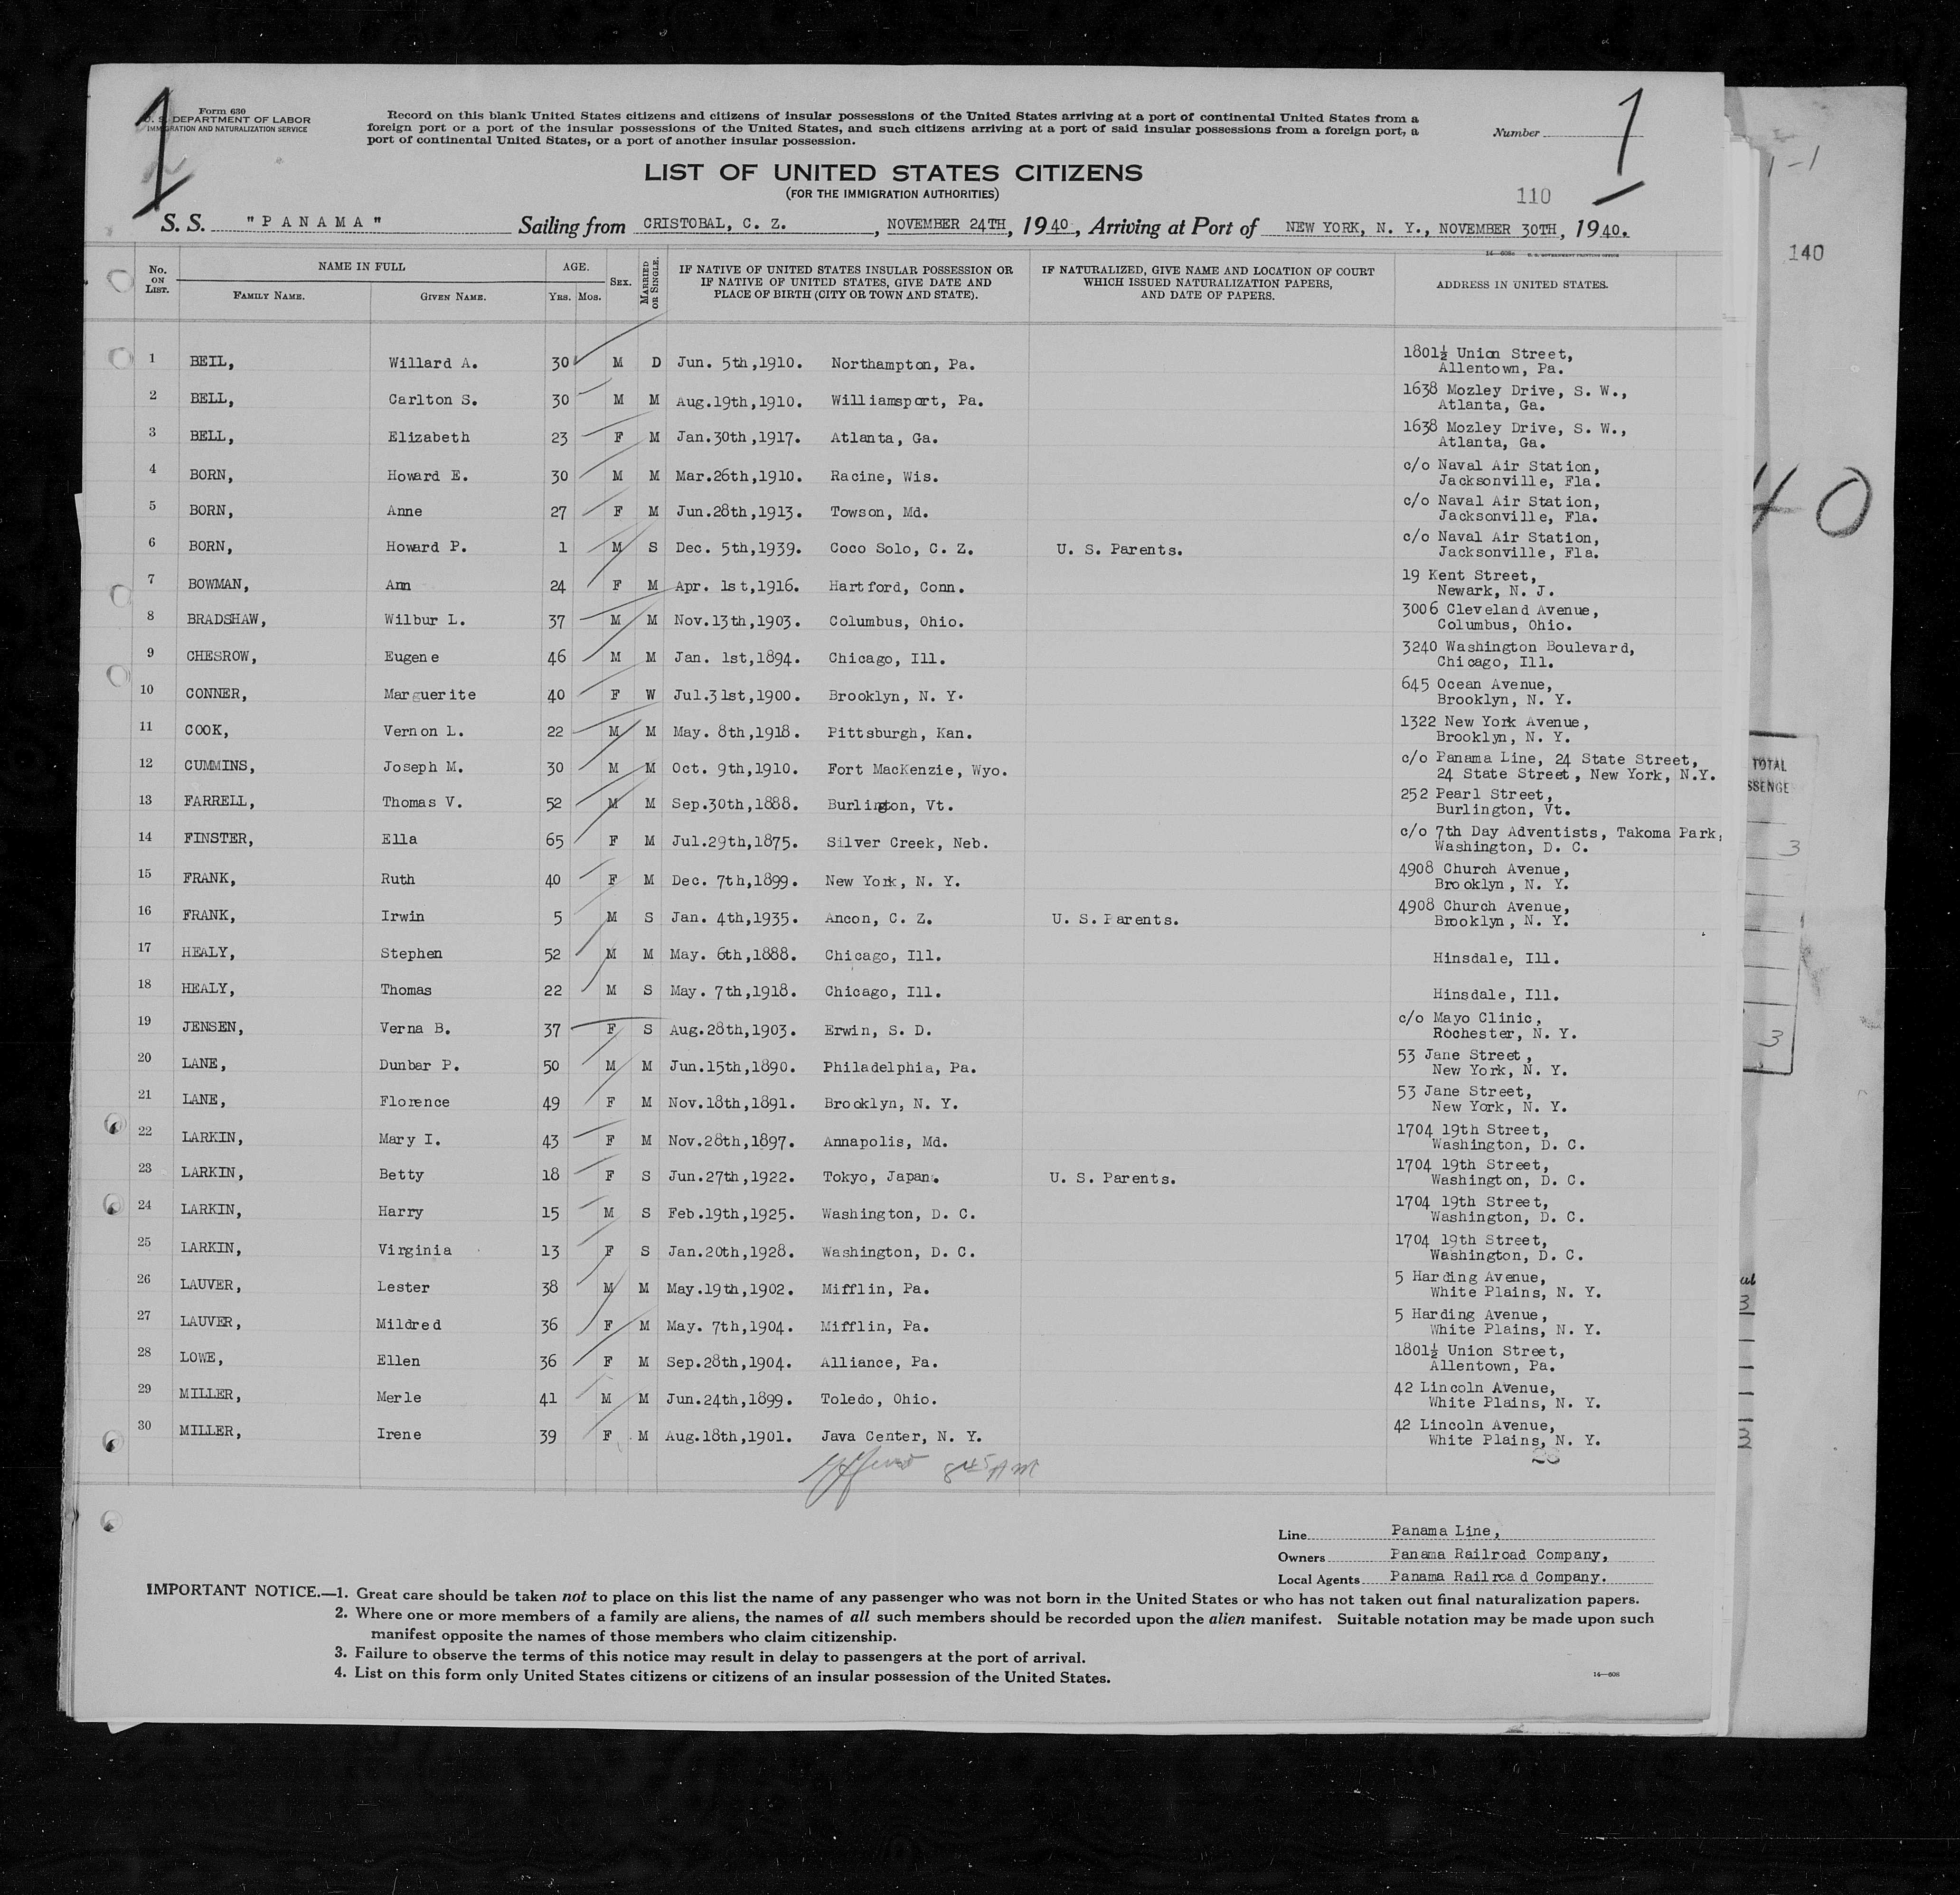 Form 630
U. S. DEPARTMENT OF LABOR
IMMIGRATION AND NATURALIZATION SERVICE
Record on this blank United States citizens and citizens of insular possessions of the United States arriving at a port of continental United States from a
foreign port or a port of the insular possessions of the United States, and such citizens arriving at a port of said insular possessions from a foreign port, a
port of continental United States, or a port of another insular possession.
Number 1
1
LIST OF UNITED STATES CITIZENS
(FOR THE IMMIGRATION AUTHORITIES)
110
S. S. "PANAMA" Sailing from CRISTOBAL, C. Z., NOVEMBER 24TH, 1940, Arriving at Port of NEW YORK, N. Y., NOVEMBER 30TH, 1940.
No. ON LIST. NAME IN FULL FAMILY NAME. GIVEN NAME. AGE. YRS. MOS. SEX. MARRIED OR SINGLE. IF NATIVE OF UNITED STATES INSULAR POSSESSION OR IF NATIVE OF UNITED STATES, GIVE DATE AND PLACE OF BIRTH (CITY OR TOWN AND STATE). IF NATURALIZED, GIVE NAME AND LOCATION OF COURT WHICH ISSUED NATURALIZATION PAPERS, AND DATE OF PAPERS. ADDRESS IN UNITED STATES.
1 BEIL, Willard A. 30 M D Jun. 5th,1910. Northampton, Pa. 1801½ Union Street,
Allentown, Pa.
2 BELL, Carlton S. 30 M M Aug.19th,1910. Williamsport, Pa. 1638 Mozley Drive, S. W.,
Atlanta, Ga.
3 BELL, Elizabeth 23 F M Jan.30th,1917. Atlanta, Ga. 1638 Mozley Drive, S. W.,
Atlanta, Ga.
4 BORN, Howard E. 30 M M Mar.26th,1910. Racine, Wis. c/o Naval Air Station,
Jacksonville, Fla.
5 BORN, Anne 27 F M Jun.28th,1913. Towson, Md. c/o Naval Air Station,
Jacksonville, Fla.
6 BORN, Howard P. 1 M S Dec. 5th,1939. Coco Solo, C. Z. U. S. Parents. c/o Naval Air Station,
Jacksonville, Fla.
7 BOWMAN, Ann 24 F M Apr. 1st,1916. Hartford, Conn. 19 Kent Street,
Newark, N. J.
8 BRADSHAW, Wilbur L. 37 M M Nov.13th,1903. Columbus, Ohio. 3006 Cleveland Avenue,
Columbus, Ohio.
9 CHESROW, Eugene 46 M M Jan. 1st,1894. Chicago, Ill. 3240 Washington Boulevard,
Chicago, Ill.
10 CONNER, Marguerite 40 F W Jul.31st,1900. Brooklyn, N. Y. 645 Ocean Avenue,
Brooklyn, N. Y.
11 COOK, Vernon L. 22 M M May. 8th,1918. Pittsburgh, Kan. 1322 New York Avenue,
Brooklyn, N. Y.
12 CUMMINS, Joseph M. 30 M M Oct. 9th,1910. Fort MacKenzie, Wyo. c/o Panama Line, 24 State Street,
24 State Street, New York, N.Y.
13 FARRELL, Thomas V. 52 M M Sep.30th,1888. Burlington, Vt. 252 Pearl Street,
Burlington, Vt.
14 FINSTER, Ella 65 F M Jul.29th,1875. Silver Creek, Neb. c/o 7th Day Adventists, Takoma Park,
Washington, D. C.
15 FRANK, Ruth 40 F M Dec. 7th,1899. New York, N. Y. 4908 Church Avenue,
Brooklyn, N. Y.
16 FRANK, Irwin 5 M S Jan. 4th,1935. Ancon, C. Z. U. S. Parents. 4908 Church Avenue,
Brooklyn, N. Y.
17 HEALY, Stephen 52 M M May. 6th,1888. Chicago, Ill. Hinsdale, Ill.
18 HEALY, Thomas 22 M S May. 7th,1918. Chicago, Ill. Hinsdale, Ill.
19 JENSEN, Verna B. 37 F S Aug.28th,1903. Erwin, S. D. c/o Mayo Clinic,
Rochester, N. Y.
20 LANE, Dunbar P. 50 M M Jun.15th,1890. Philadelphia, Pa. 53 Jane Street,
New York, N. Y.
21 LANE, Florence 49 F M Nov.18th,1891. Brooklyn, N. Y. 53 Jane Street,
New York, N. Y.
22 LARKIN, Mary I. 43 F M Nov.28th,1897. Annapolis, Md. 1704 19th Street,
Washington, D. C.
23 LARKIN, Betty 18 F S Jun.27th,1922. Tokyo, Japan. U. S. Parents. 1704 19th Street,
Washington, D. C.
24 LARKIN, Harry 15 M S Feb.19th,1925. Washington, D. C. 1704 19th Street,
Washington, D. C.
25 LARKIN, Virginia 13 F S Jan.20th,1928. Washington, D. C. 1704 19th Street,
Washington, D. C.
26 LAUVER, Lester 38 M M May.19th,1902. Mifflin, Pa. 5 Harding Avenue,
White Plains, N. Y.
27 LAUVER, Mildred 36 F M May. 7th,1904. Mifflin, Pa. 5 Harding Avenue,
White Plains, N. Y.
28 LOWE, Ellen 36 F M Sep.28th,1904. Alliance, Pa. 1801½ Union Street,
Allentown, Pa.
29 MILLER, Merle 41 M M Jun.24th,1899. Toledo, Ohio. 42 Lincoln Avenue,
White Plains, N. Y.
30 MILLER, Irene 39 F M Aug.18th,1901. Java Center, N. Y. 42 Lincoln Avenue,
White Plains, N. Y.
8 45 AM
Line Panama Line,
Owners Panama Railroad Company,
Local Agents Panama Railroad Company.
IMPORTANT NOTICE.—1. Great care should be taken not to place on this list the name of any passenger who was not born in the United States or who has not taken out final naturalization papers.
2. Where one or more members of a family are aliens, the names of all such members should be recorded upon the alien manifest. Suitable notation may be made upon such
manifest opposite the names of those members who claim citizenship.
3. Failure to observe the terms of this notice may result in delay to passengers at the port of arrival.
4. List on this form only United States citizens or citizens of an insular possession of the United States.
14—608
1-1
140
40
TOTAL
3
3
3
3